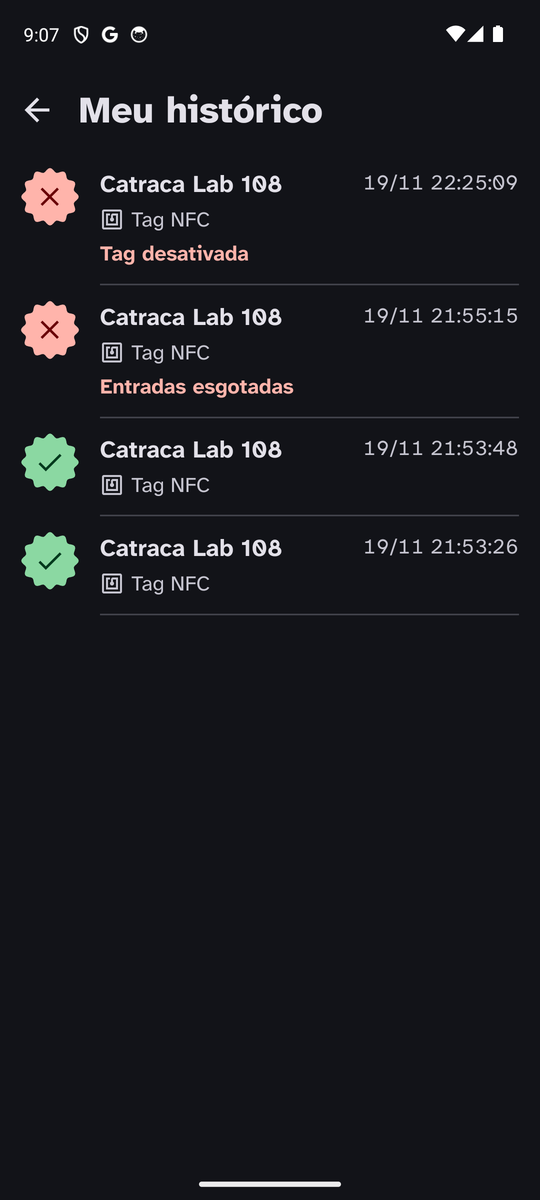 9:07
Meu histórico
Catraca Lab 108 19/11 22:25:09
Tag NFC
Tag desativada
Catraca Lab 108 19/11 21:55:15
Tag NFC
Entradas esgotadas
Catraca Lab 108 19/11 21:53:48
Tag NFC
Catraca Lab 108 19/11 21:53:26
Tag NFC